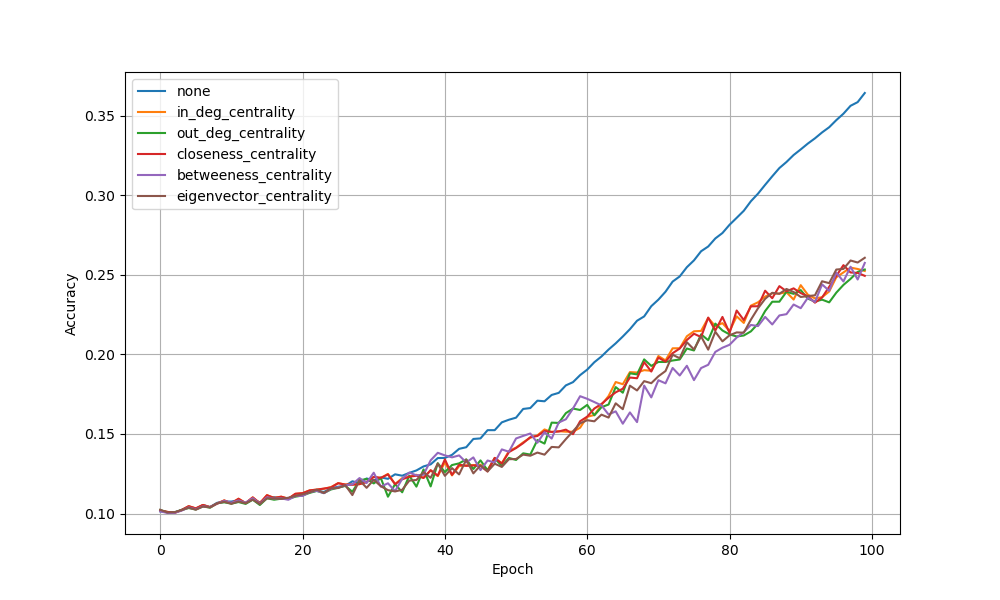 none
in_deg_centrality
out_deg_centrality
closeness_centrality
betweeness_centrality
eigenvector_centrality
0.35
0.30
0.25
0.20
0.15
0.10
Accuracy
0 20 40 60 80 100
Epoch